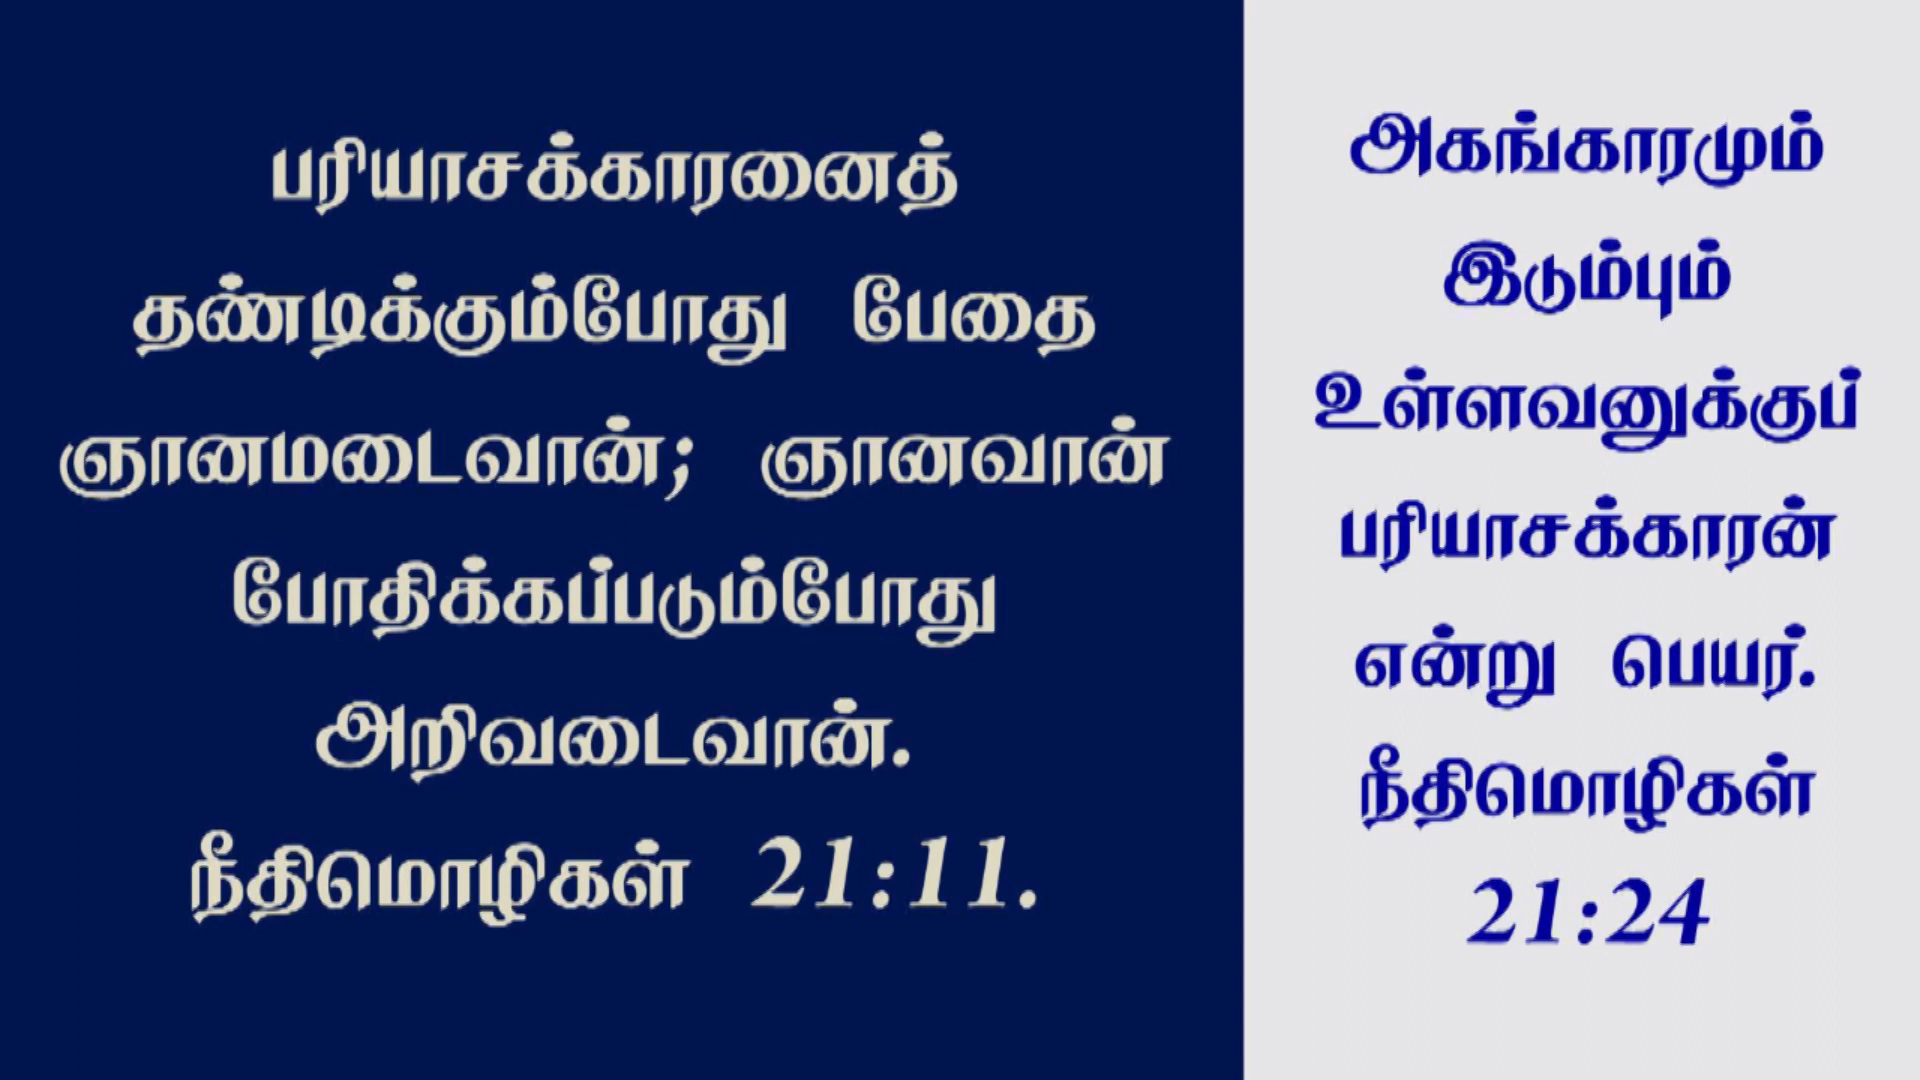 பரியாசக்காரனைத்
தண்டிக்கும்போது பேதை
ஞானமடைவான்; ஞானவான்
போதிக்கப்படும்போது
அறிவடைவான்.
நீதிமொழிகள் 21:11.
அகங்காரமும்
இடும்பும்
உள்ளவனுக்குப்
பரியாசக்காரன்
என்று பெயர்.
நீதிமொழிகள்
21:24